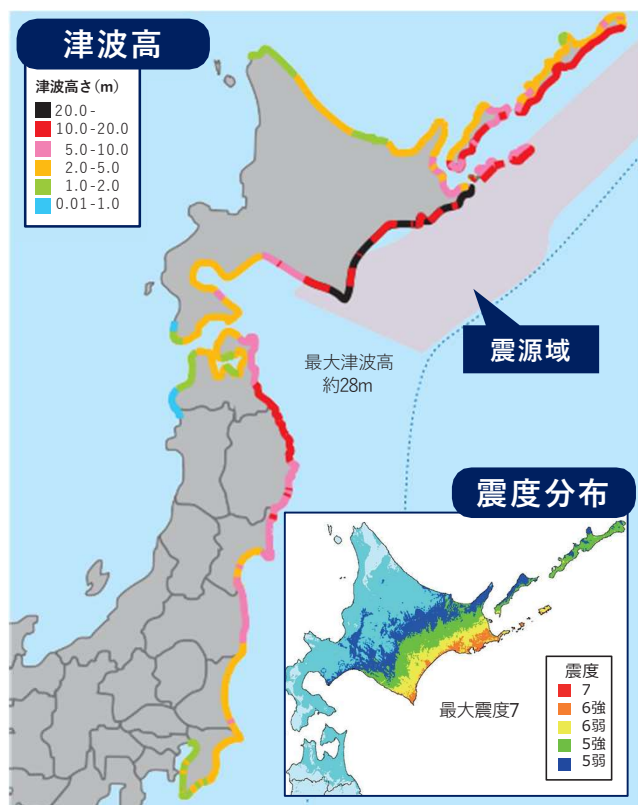 津波高
津波高さ（m）
20.0-
10.0-20.0
5.0-10.0
2.0-5.0
1.0-2.0
0.01-1.0
最大津波高
約28m
震源域
震度分布
最大震度7
震度
7
6強
6弱
5強
5弱